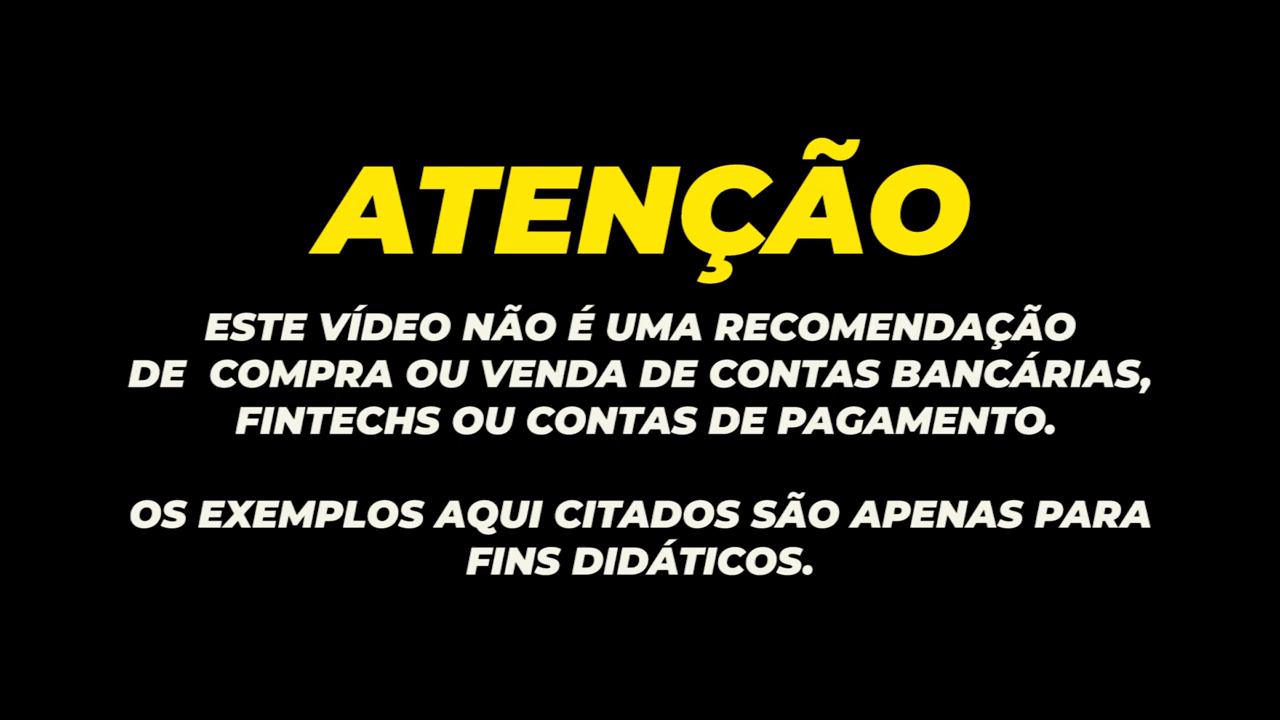 ATENÇÃO
ESTE VÍDEO NÃO É UMA RECOMENDAÇÃO
DE COMPRA OU VENDA DE CONTAS BANCÁRIAS,
FINTECHS OU CONTAS DE PAGAMENTO.
OS EXEMPLOS AQUI CITADOS SÃO APENAS PARA
FINS DIDÁTICOS.